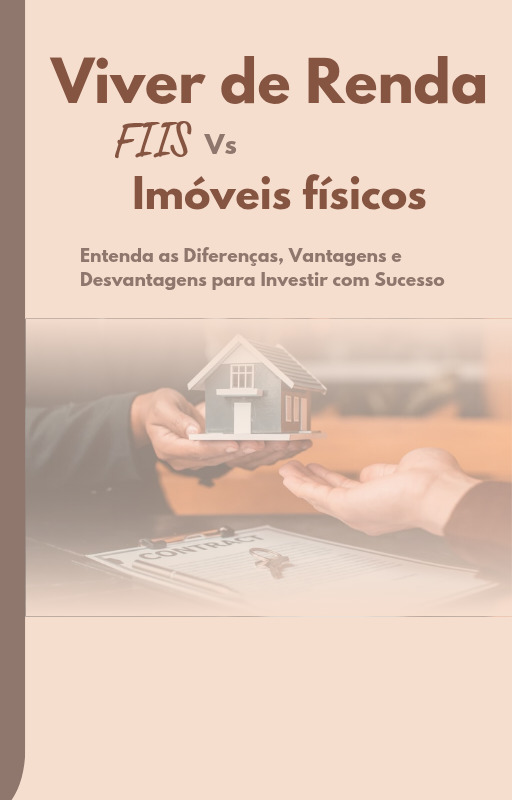 Viver de Renda
FIIS Vs
Imóveis físicos
Entenda as Diferenças, Vantagens e
Desvantagens para Investir com Sucesso
CONTRACT